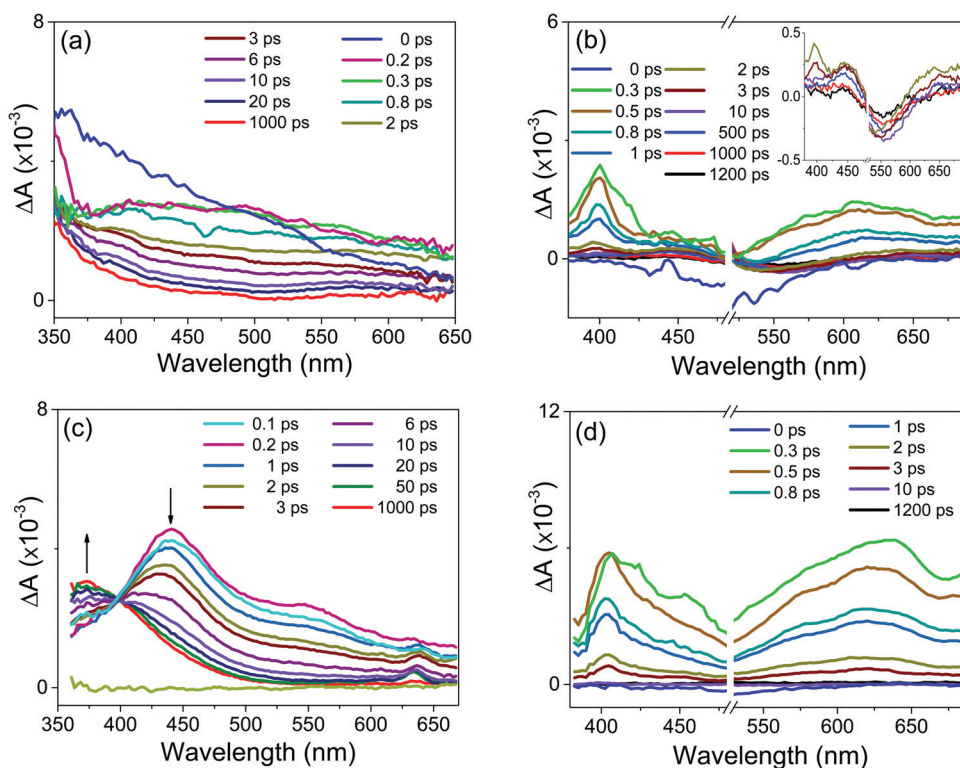 (a)
8
0
ΔA (x10⁻³)
3 ps
6 ps
10 ps
20 ps
1000 ps
0 ps
0.2 ps
0.3 ps
0.8 ps
2 ps
350 400 450 500 550 600 650
Wavelength (nm)
(b)
6
0
ΔA (x10⁻³)
0 ps
0.3 ps
0.5 ps
0.8 ps
1 ps
2 ps
3 ps
10 ps
500 ps
1000 ps
1200 ps
0.5
0.0
-0.5
400 450 550 600 650
400 450 550 600 650
Wavelength (nm)
(c)
8
0
ΔA (x10⁻³)
0.1 ps
0.2 ps
1 ps
2 ps
3 ps
6 ps
10 ps
20 ps
50 ps
1000 ps
350 400 450 500 550 600 650
Wavelength (nm)
(d)
12
0
ΔA (x10⁻³)
0 ps
0.3 ps
0.5 ps
0.8 ps
1 ps
2 ps
3 ps
10 ps
1200 ps
400 450 550 600 650
Wavelength (nm)